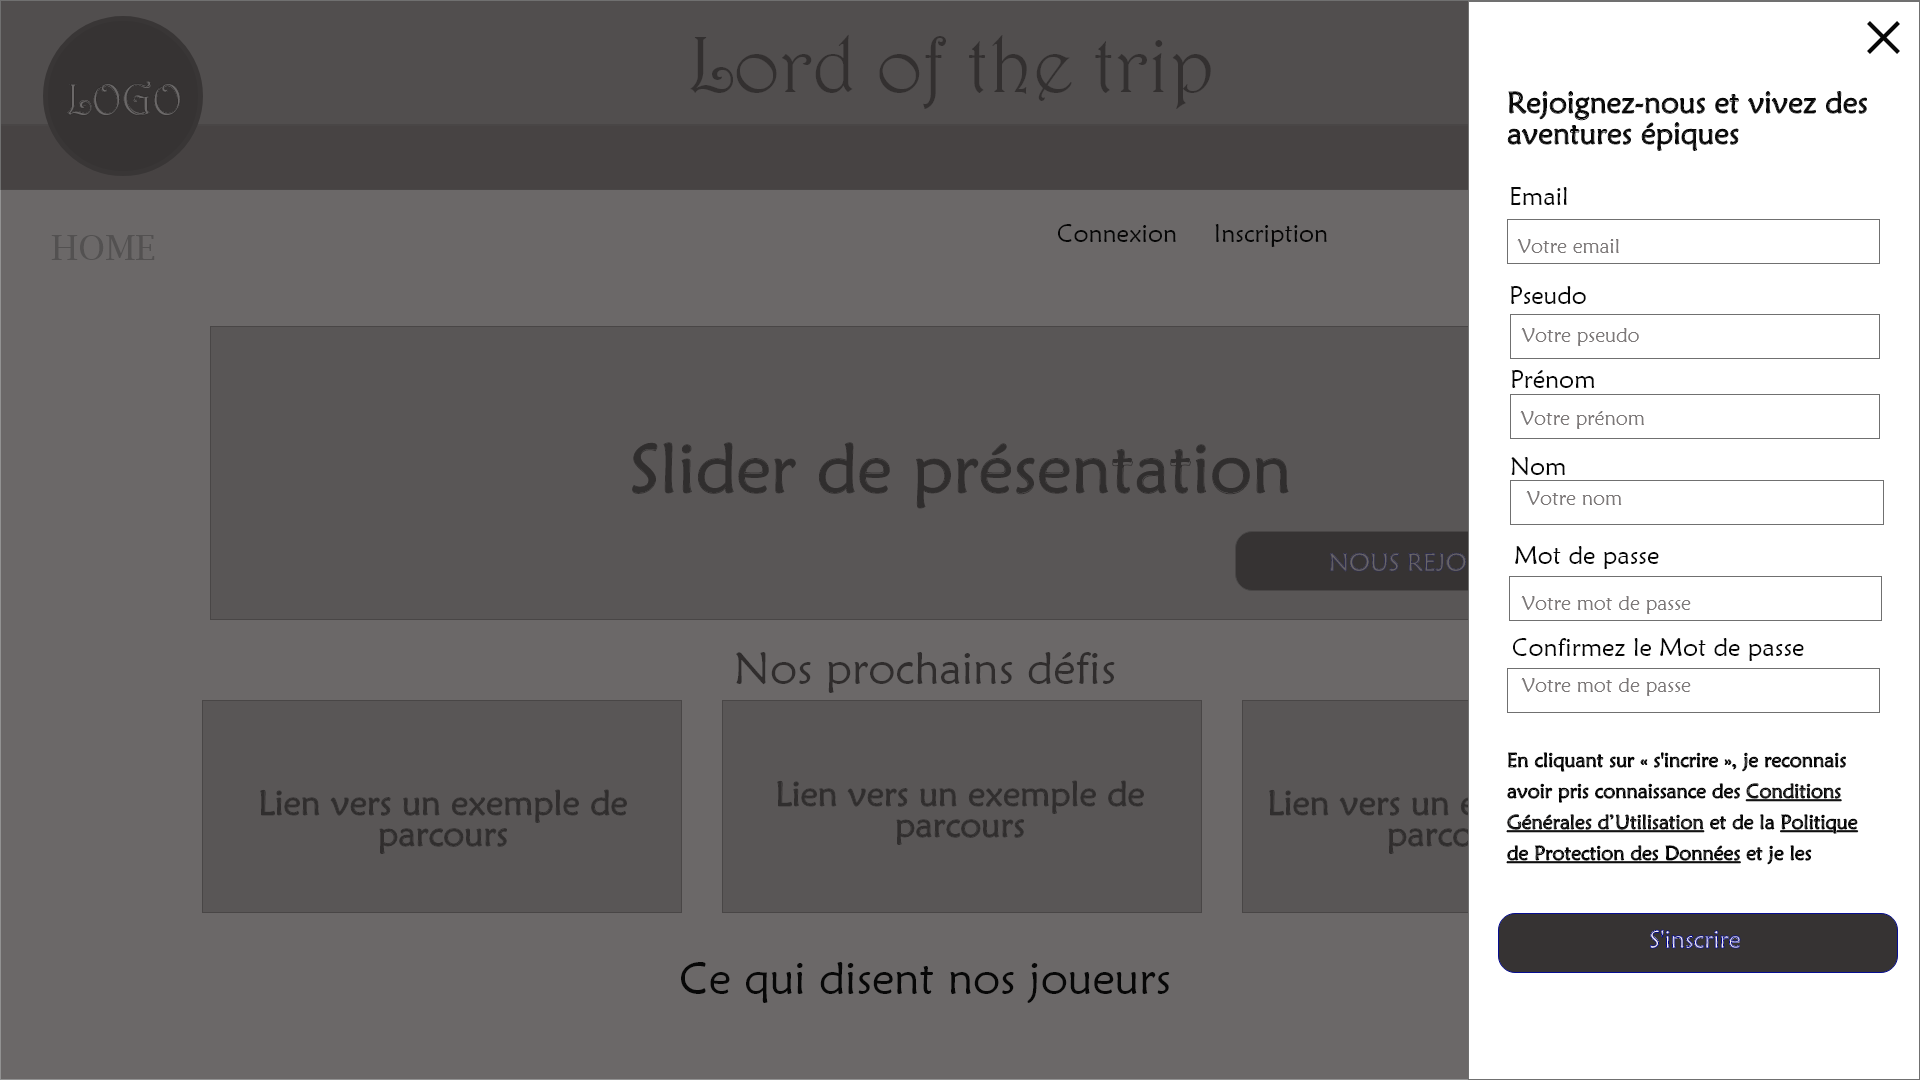 LOGO
Lord of the trip
HOME
Connexion
Inscription
Slider de présentation
NOUS REJO
Nos prochains défis
Lien vers un exemple de
parcours
Lien vers un exemple de
parcours
Lien vers un e
parco
Ce qui disent nos joueurs
Rejoignez-nous et vivez des
aventures épiques
Email
Votre email
Pseudo
Votre pseudo
Prénom
Votre prénom
Nom
Votre nom
Mot de passe
Votre mot de passe
Confirmez le Mot de passe
Votre mot de passe
En cliquant sur « s'incrire », je reconnais
avoir pris connaissance des Conditions
Générales d’Utilisation et de la Politique
de Protection des Données et je les
S'inscrire